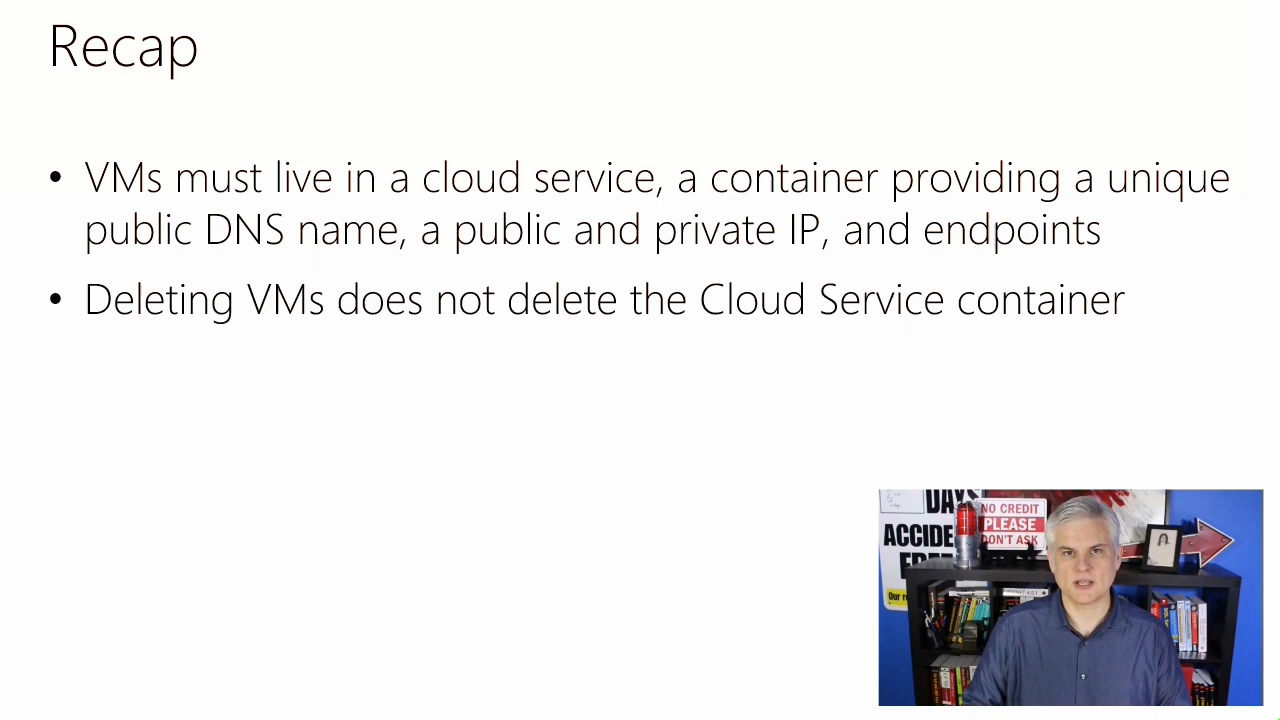 Recap
• VMs must live in a cloud service, a container providing a unique
public DNS name, a public and private IP, and endpoints
• Deleting VMs does not delete the Cloud Service container
DAYS
ACCIDE
NO CREDIT
PLEASE
DON'T ASK
Our